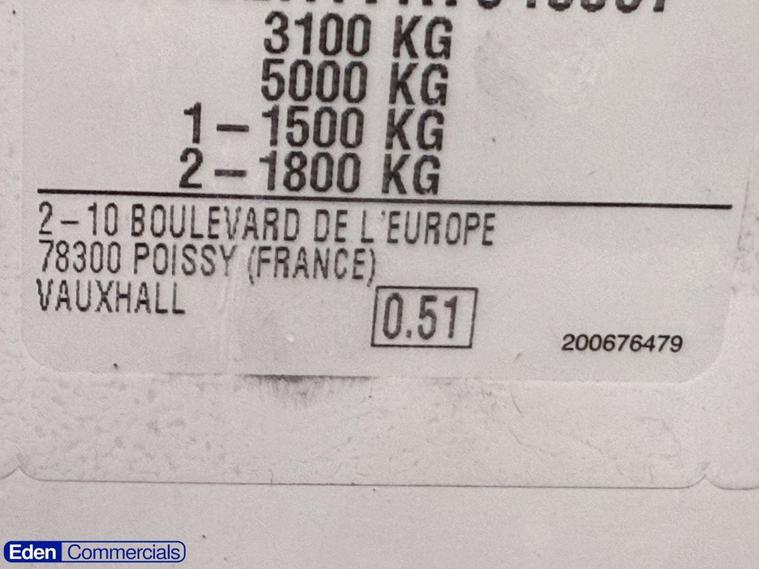 3100 KG
5000 KG
1 - 1500 KG
2 - 1800 KG
2 - 10 BOULEVARD DE L'EUROPE
78300 POISSY (FRANCE)
VAUXHALL
0.51
200676479
Eden Commercials